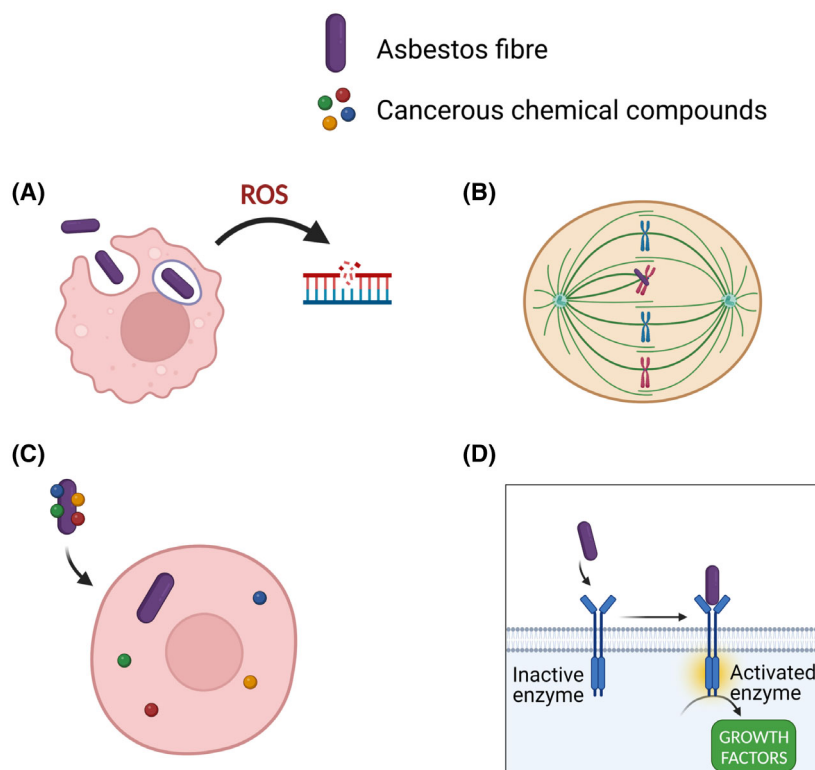 Asbestos fibre
Cancerous chemical compounds
(A)
ROS
(B)
(C)
(D)
Inactive
enzyme
Activated
enzyme
GROWTH
FACTORS